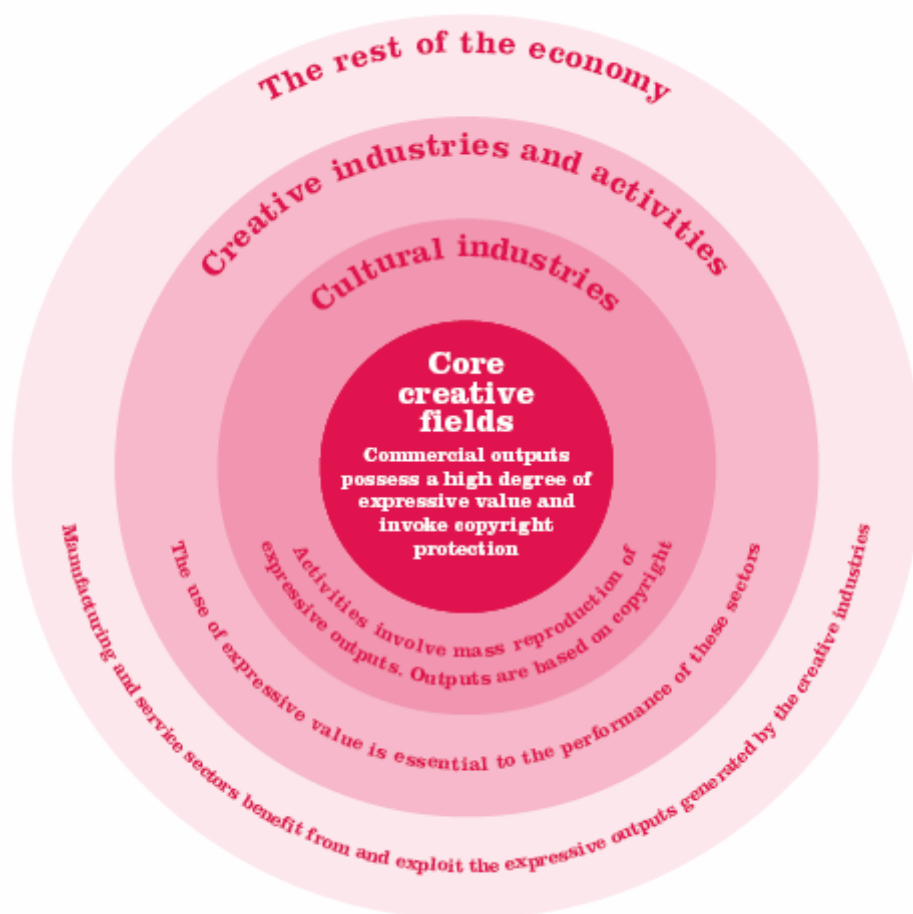 The rest of the economy
Creative industries and activities
Cultural industries
Core
creative
fields
Commercial outputs
possess a high degree of
expressive value and
invoke copyright
protection
Activities involve mass reproduction of
expressive outputs. Outputs are based on copyright
The use of expressive value is essential to the performance of these sectors
Manufacturing and service sectors benefit from and exploit the expressive outputs generated by the creative industries